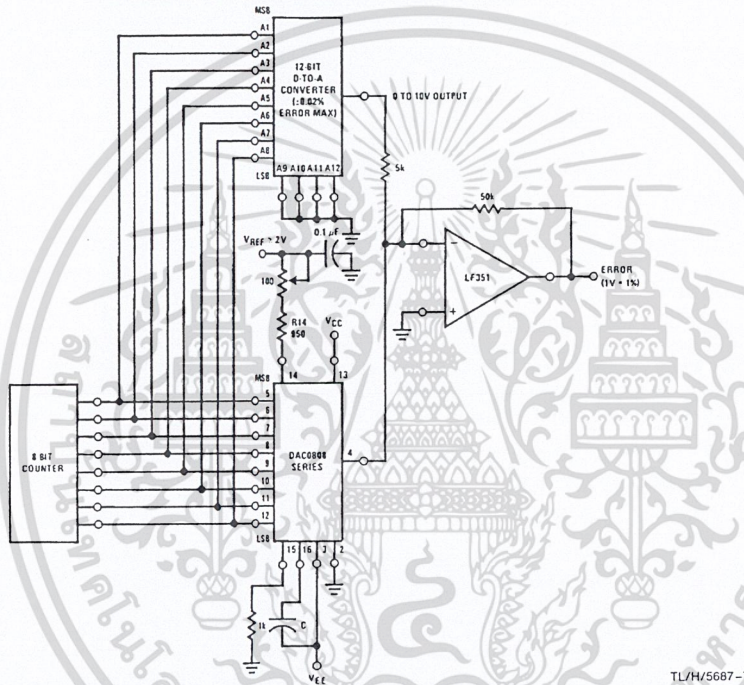 MSB
A1
A2
A3
A4
A5
A6
A7
A8
LSB
12-BIT
D-TO-A
CONVERTER
(±0.02%
ERROR MAX)
A9 A10 A11 A12
0 TO 10V OUTPUT
5k
50k
LF351
−
+
ERROR
(1V = 1%)
0.1 µF
VREF = 2V
100
R14
950
VCC
14
13
MSB
5
6
7
8
9
10
11
12
LSB
8 BIT
COUNTER
DAC0808
SERIES
4
15
16
3
2
1k
C
VEE
TL/H/5687-